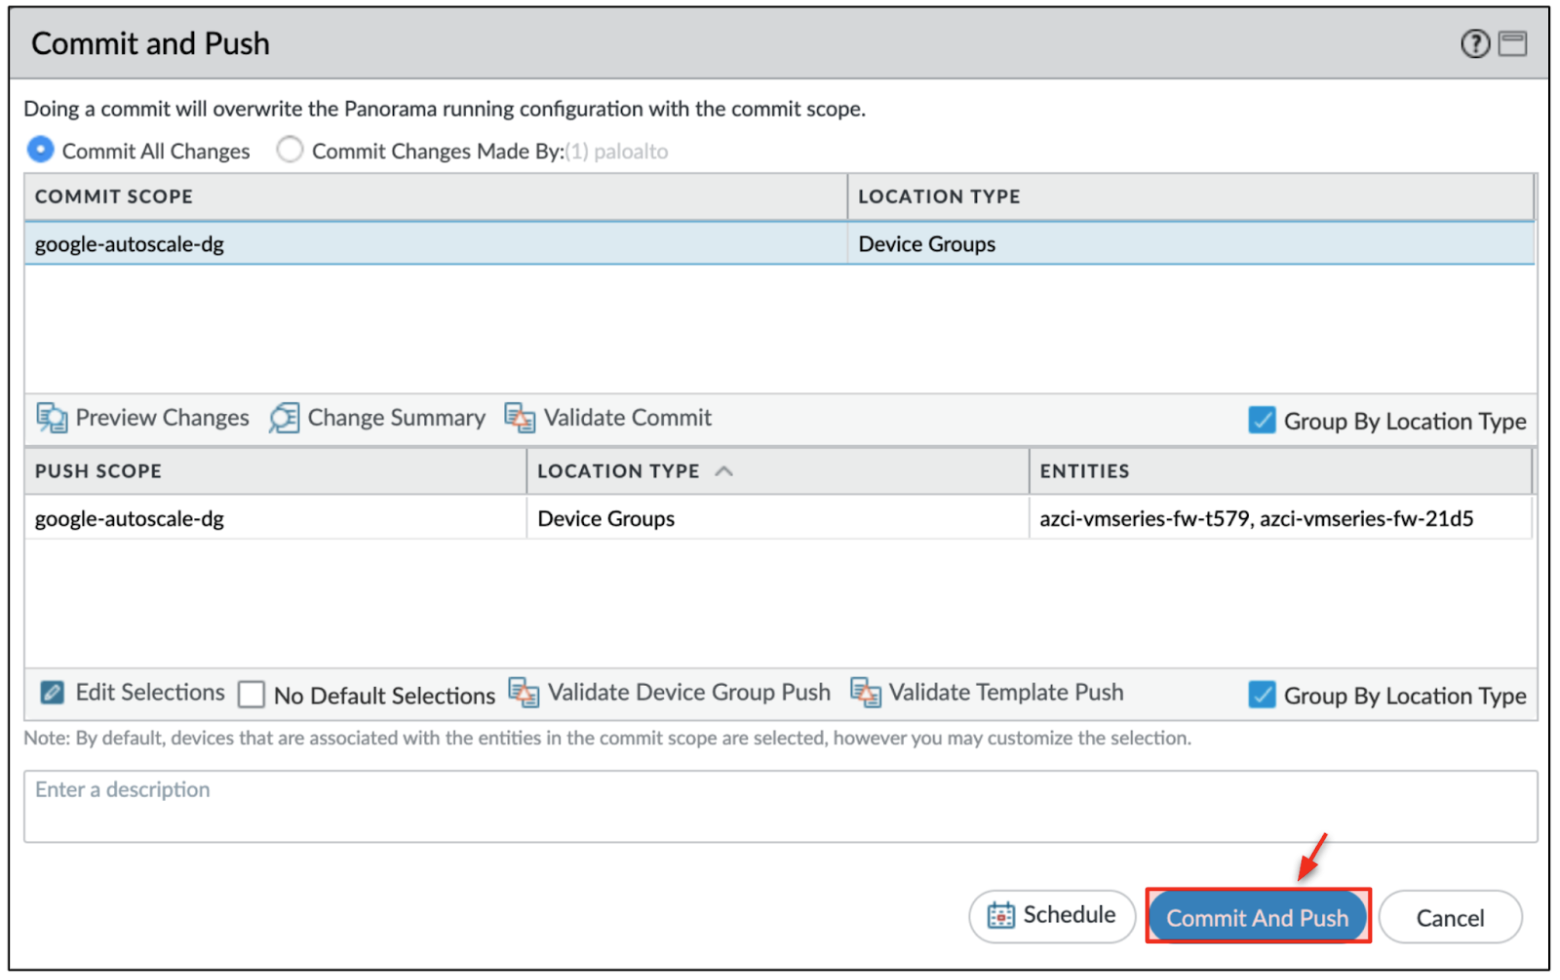 Commit and Push
?
Doing a commit will overwrite the Panorama running configuration with the commit scope.
Commit All Changes Commit Changes Made By:(1) paloalto
COMMIT SCOPE LOCATION TYPE
google-autoscale-dg Device Groups
Preview Changes Change Summary Validate Commit Group By Location Type
PUSH SCOPE LOCATION TYPE ENTITIES
google-autoscale-dg Device Groups azci-vmseries-fw-t579, azci-vmseries-fw-21d5
Edit Selections No Default Selections Validate Device Group Push Validate Template Push Group By Location Type
Note: By default, devices that are associated with the entities in the commit scope are selected, however you may customize the selection.
Enter a description
Schedule Commit And Push Cancel